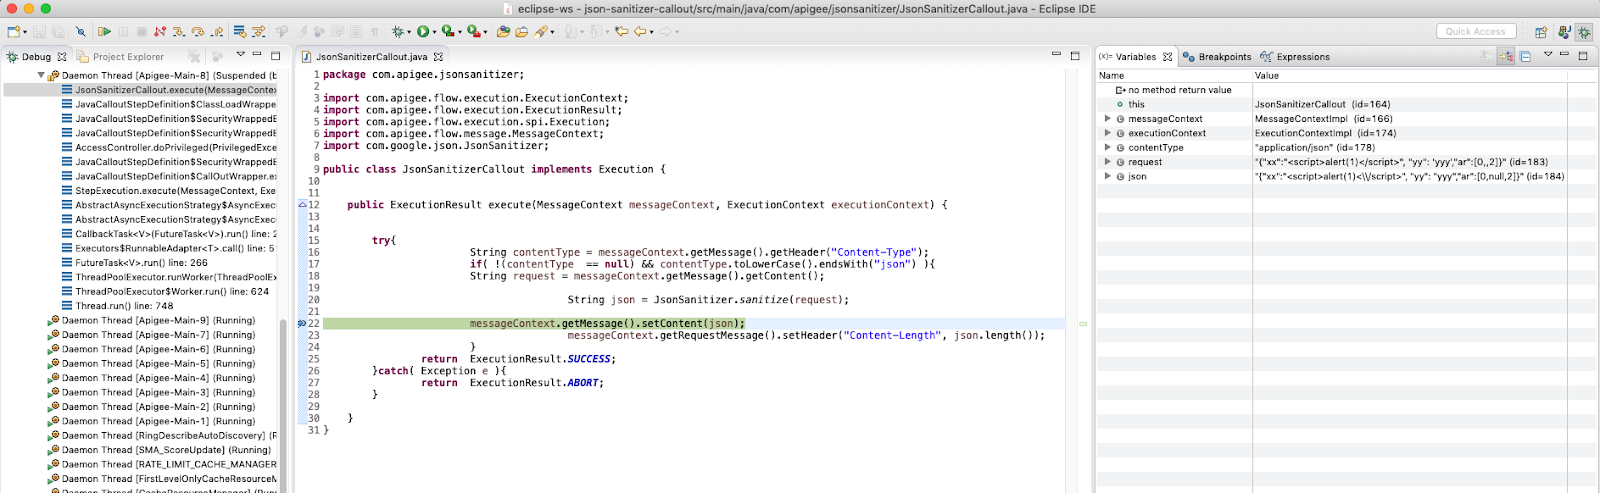 eclipse-ws - json-sanitizer-callout/src/main/java/com/apigee/jsonsanitizer/JsonSanitizerCallout.java - Eclipse IDE
Quick Access
Debug
Project Explorer
Daemon Thread [Apigee-Main-8] (Suspended (b
JsonSanitizerCallout.execute(MessageContex
JavaCalloutStepDefinition$ClassLoadWrappe
JavaCalloutStepDefinition$SecurityWrappedE
JavaCalloutStepDefinition$SecurityWrappedE
AccessController.doPrivileged(PrivilegedExce
JavaCalloutStepDefinition$SecurityWrappedE
JavaCalloutStepDefinition$CallOutWrapper.ex
StepExecution.execute(MessageContext, Exe
AbstractAsyncExecutionStrategy$AsyncExec
AbstractAsyncExecutionStrategy$AsyncExec
CallbackTask<V>(FutureTask<V>).run() line: 2
Executors$RunnableAdapter<T>.call() line: 5
FutureTask<V>.run() line: 266
ThreadPoolExecutor.runWorker(ThreadPoolEx
ThreadPoolExecutor$Worker.run() line: 624
Thread.run() line: 748
Daemon Thread [Apigee-Main-9] (Running)
Daemon Thread [Apigee-Main-7] (Running)
Daemon Thread [Apigee-Main-6] (Running)
Daemon Thread [Apigee-Main-5] (Running)
Daemon Thread [Apigee-Main-4] (Running)
Daemon Thread [Apigee-Main-3] (Running)
Daemon Thread [Apigee-Main-2] (Running)
Daemon Thread [Apigee-Main-1] (Running)
Daemon Thread [RingDescribeAutoDiscovery] (R
Daemon Thread [SMA_ScoreUpdate] (Running)
Daemon Thread [RATE_LIMIT_CACHE_MANAGER
Daemon Thread [FirstLevelOnlyCacheResourceM
Daemon Thread [CacheResourceManager] (Run
JsonSanitizerCallout.java
1 package com.apigee.jsonsanitizer;
2
3 import com.apigee.flow.execution.ExecutionContext;
4 import com.apigee.flow.execution.ExecutionResult;
5 import com.apigee.flow.execution.spi.Execution;
6 import com.apigee.flow.message.MessageContext;
7 import com.google.json.JsonSanitizer;
8
9 public class JsonSanitizerCallout implements Execution {
10
11
12 public ExecutionResult execute(MessageContext messageContext, ExecutionContext executionContext) {
13
14
15 try{
16 String contentType = messageContext.getMessage().getHeader("Content-Type");
17 if( !(contentType == null) && contentType.toLowerCase().endsWith("json") ){
18 String request = messageContext.getMessage().getContent();
19
20 String json = JsonSanitizer.sanitize(request);
21
22 messageContext.getMessage().setContent(json);
23 messageContext.getRequestMessage().setHeader("Content-Length", json.length());
24 }
25 return ExecutionResult.SUCCESS;
26 }catch( Exception e ){
27 return ExecutionResult.ABORT;
28 }
29
30 }
31 }
(x)= Variables
Breakpoints
Expressions
Name Value
no method return value
this JsonSanitizerCallout (id=164)
messageContext MessageContextImpl (id=166)
executionContext ExecutionContextImpl (id=174)
contentType "application/json" (id=178)
request "{"xx":"<script>alert(1)</script>", "yy": 'yyy',"ar":[0,,2]}" (id=183)
json "{"xx":"<script>alert(1)<\\/script>", "yy": "yyy","ar":[0,null,2]}" (id=184)